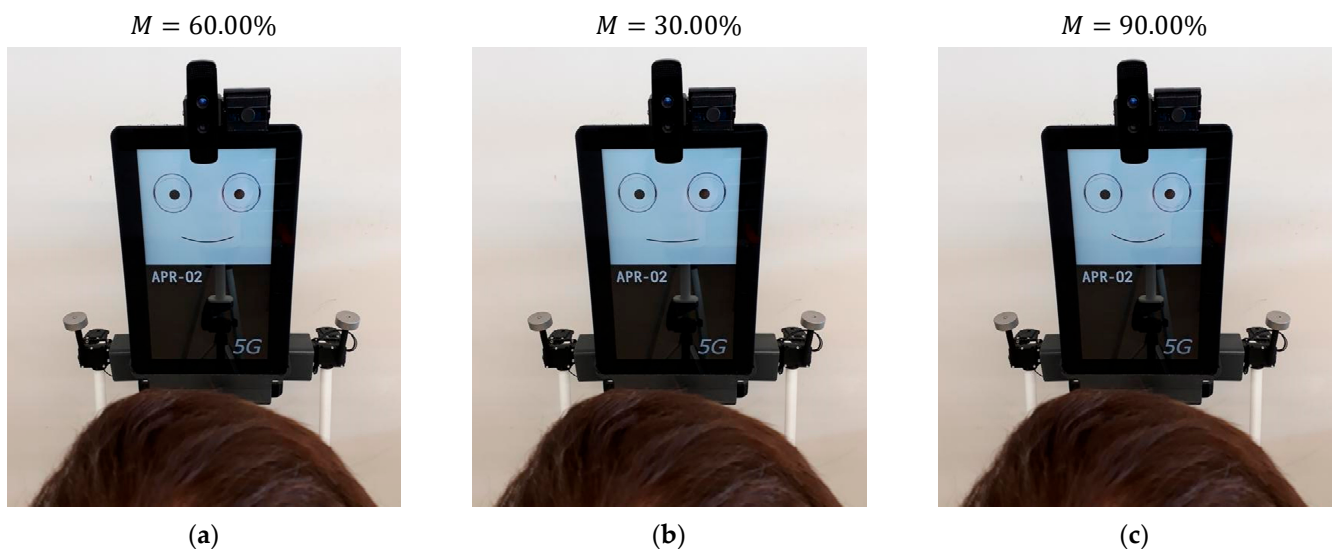 M = 60.00%
M = 30.00%
M = 90.00%
APR-02
5G
APR-02
5G
APR-02
5G
(a)
(b)
(c)